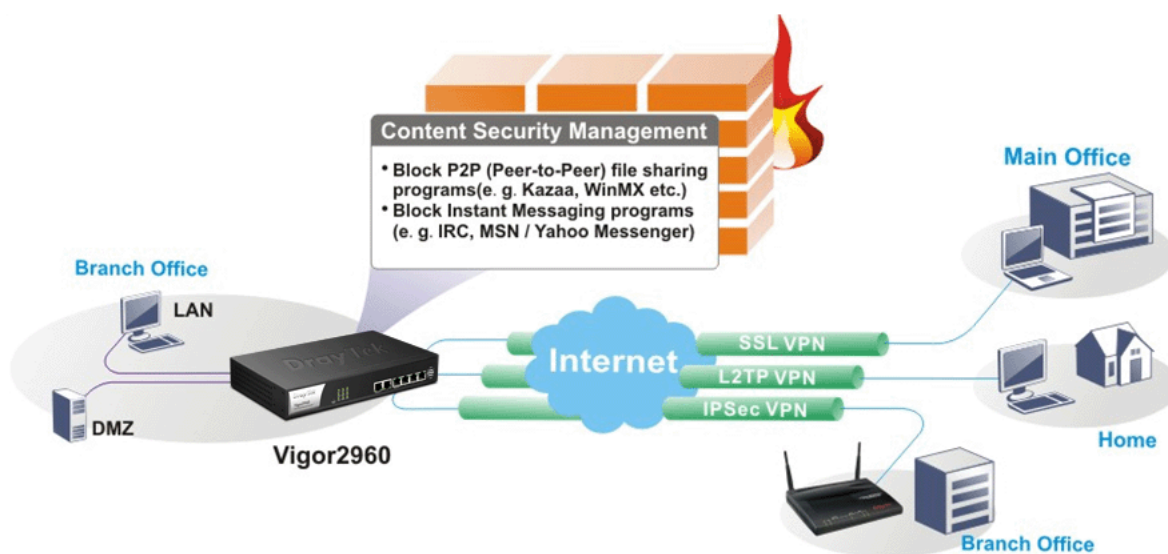 Content Security Management
• Block P2P (Peer-to-Peer) file sharing
programs(e. g. Kazaa, WinMX etc.)
• Block Instant Messaging programs
(e. g. IRC, MSN / Yahoo Messenger)
Main Office
Branch Office
LAN
DrayTek
Internet
SSL VPN
L2TP VPN
IPSec VPN
DMZ
Vigor2960
Home
Branch Office